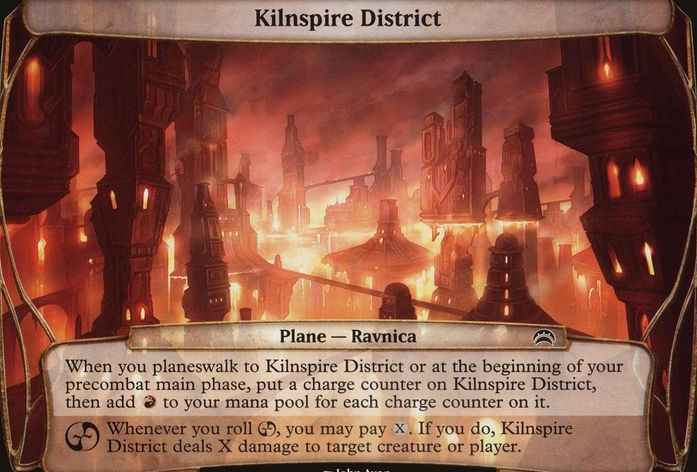 Kilnspire District
Plane — Ravnica
When you planeswalk to Kilnspire District or at the beginning of your
precombat main phase, put a charge counter on Kilnspire District,
then add to your mana pool for each charge counter on it.
Whenever you roll , you may pay X. If you do, Kilnspire
District deals X damage to target creature or player.